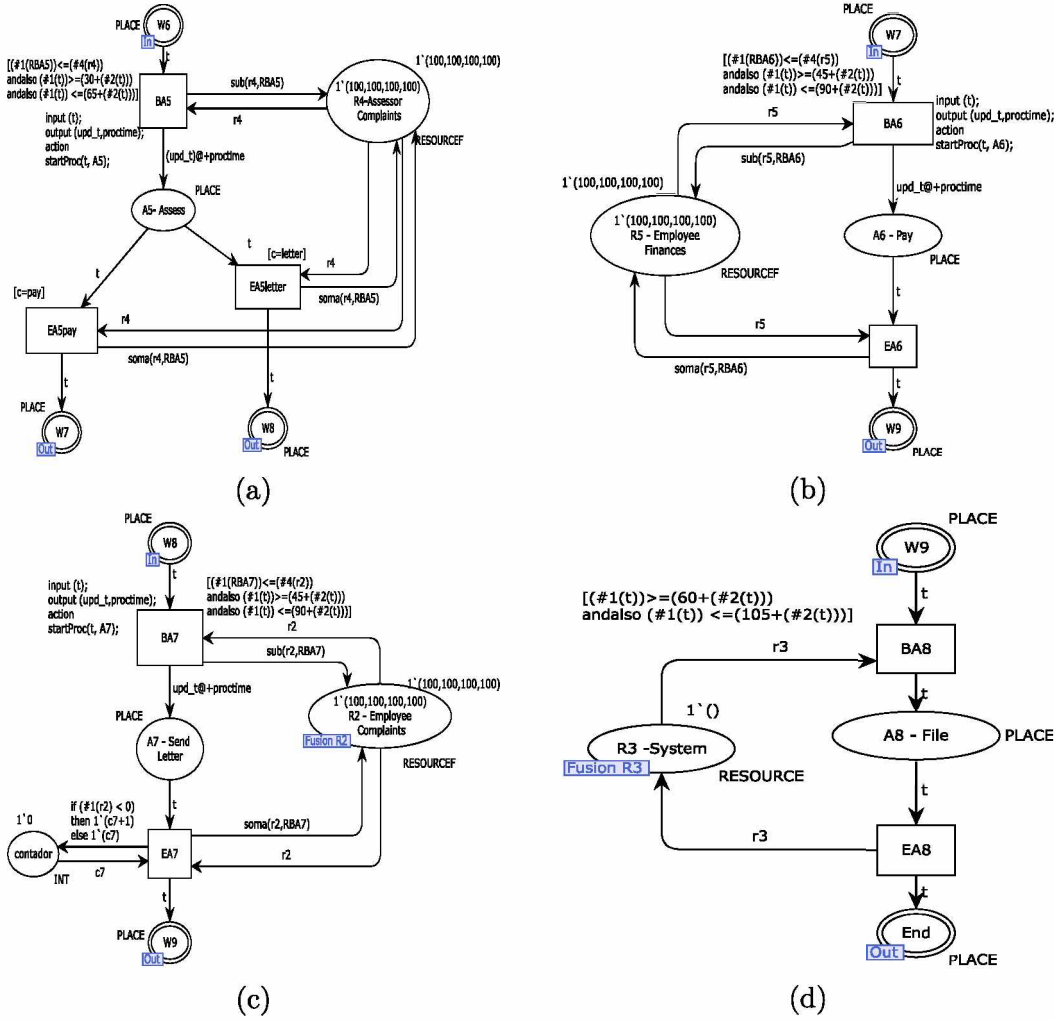 PLACE
W6
In
t
[(#1(RBA5))<=(#4(r4))
andalso (#1(t))>=(30+(#2(t)))
andalso (#1(t)) <=(65+(#2(t)))]
BA5
sub(r4,RBA5)
r4
1`(100,100,100,100)
1`(100,100,100,100)
R4-Assessor
Complaints
RESOURCEF
input (t);
output (upd_t,proctime);
action
startProc(t, A5);
(upd_t)@+proctime
PLACE
A5- Assess
t
t
[c=letter]
EA5letter
r4
soma(r4,RBA5)
[c=pay]
EA5pay
r4
soma(r4,RBA5)
t
t
PLACE
W7
Out
W8
Out
PLACE
(a)
PLACE
W7
In
t
[(#1(RBA6))<=(#4(r5))
andalso (#1(t))>=(45+(#2(t)))
andalso (#1(t)) <=(90+(#2(t)))]
r5
BA6
input (t);
output (upd_t,proctime);
action
startProc(t, A6);
sub(r5,RBA6)
1`(100,100,100,100)
upd_t@+proctime
1`(100,100,100,100)
R5 - Employee
Finances
RESOURCEF
A6 - Pay
PLACE
t
r5
EA6
soma(r5,RBA6)
t
W9
Out
PLACE
(b)
PLACE
W8
In
t
input (t);
output (upd_t,proctime);
action
startProc(t, A7);
[(#1(RBA7))<=(#4(r2))
andalso (#1(t))>=(45+(#2(t)))
andalso (#1(t)) <=(90+(#2(t)))]
BA7
r2
sub(r2,RBA7)
upd_t@+proctime
1`(100,100,100,100)
1`(100,100,100,100)
R2 - Employee
Complaints
Fusion R2
RESOURCEF
PLACE
A7 - Send
Letter
t
if (#1(r2) < 0)
then 1`(c7+1)
else 1`(c7)
1`0
contador
INT
c7
EA7
soma(r2,RBA7)
r2
t
PLACE
W9
Out
(c)
PLACE
W9
In
t
[(#1(t))>=(60+(#2(t)))
andalso (#1(t)) <=(105+(#2(t)))]
r3
BA8
t
1`()
R3 -System
Fusion R3
RESOURCE
A8 - File
PLACE
t
r3
EA8
t
End
Out
PLACE
(d)